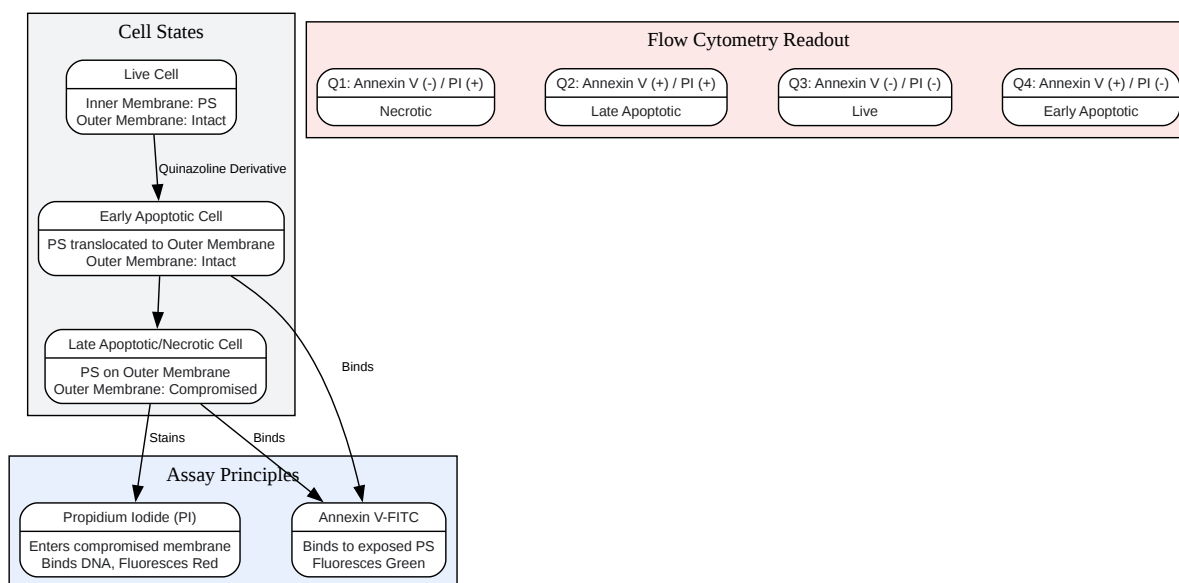 Cell States
Live Cell
Inner Membrane: PS
Outer Membrane: Intact
Quinazoline Derivative
Early Apoptotic Cell
PS translocated to Outer Membrane
Outer Membrane: Intact
Late Apoptotic/Necrotic Cell
PS on Outer Membrane
Outer Membrane: Compromised
Binds
Stains
Binds
Assay Principles
Propidium Iodide (PI)
Enters compromised membrane
Binds DNA, Fluoresces Red
Annexin V-FITC
Binds to exposed PS
Fluoresces Green
Flow Cytometry Readout
Q1: Annexin V (-) / PI (+)
Necrotic
Q2: Annexin V (+) / PI (+)
Late Apoptotic
Q3: Annexin V (-) / PI (-)
Live
Q4: Annexin V (+) / PI (-)
Early Apoptotic